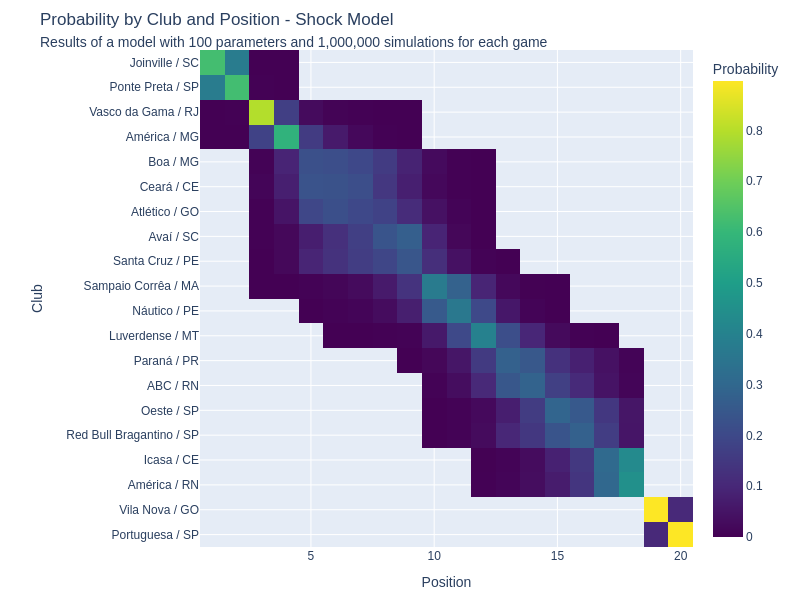 Probability by Club and Position - Shock Model
Results of a model with 100 parameters and 1,000,000 simulations for each game
Probability
Club
Joinville / SC
Ponte Preta / SP
Vasco da Gama / RJ
América / MG
Boa / MG
Ceará / CE
Atlético / GO
Avaí / SC
Santa Cruz / PE
Sampaio Corrêa / MA
Náutico / PE
Luverdense / MT
Paraná / PR
ABC / RN
Oeste / SP
Red Bull Bragantino / SP
Icasa / CE
América / RN
Vila Nova / GO
Portuguesa / SP
0.8
0.7
0.6
0.5
0.4
0.3
0.2
0.1
0
5
10
15
20
Position